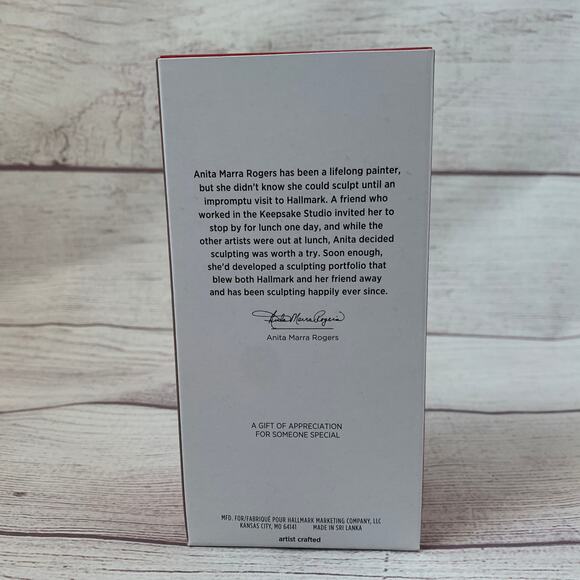 Anita Marra Rogers has been a lifelong painter,
but she didn't know she could sculpt until an
impromptu visit to Hallmark. A friend who
worked in the Keepsake Studio invited her to
stop by for lunch one day, and while the
other artists were out at lunch, Anita decided
sculpting was worth a try. Soon enough,
she'd developed a sculpting portfolio that
blew both Hallmark and her friend away
and has been sculpting happily ever since.
Anita Marra Rogers
Anita Marra Rogers
A GIFT OF APPRECIATION
FOR SOMEONE SPECIAL
MFD. FOR/FABRIQUÉ POUR HALLMARK MARKETING COMPANY, LLC
KANSAS CITY, MO 64141 MADE IN SRI LANKA
artist crafted